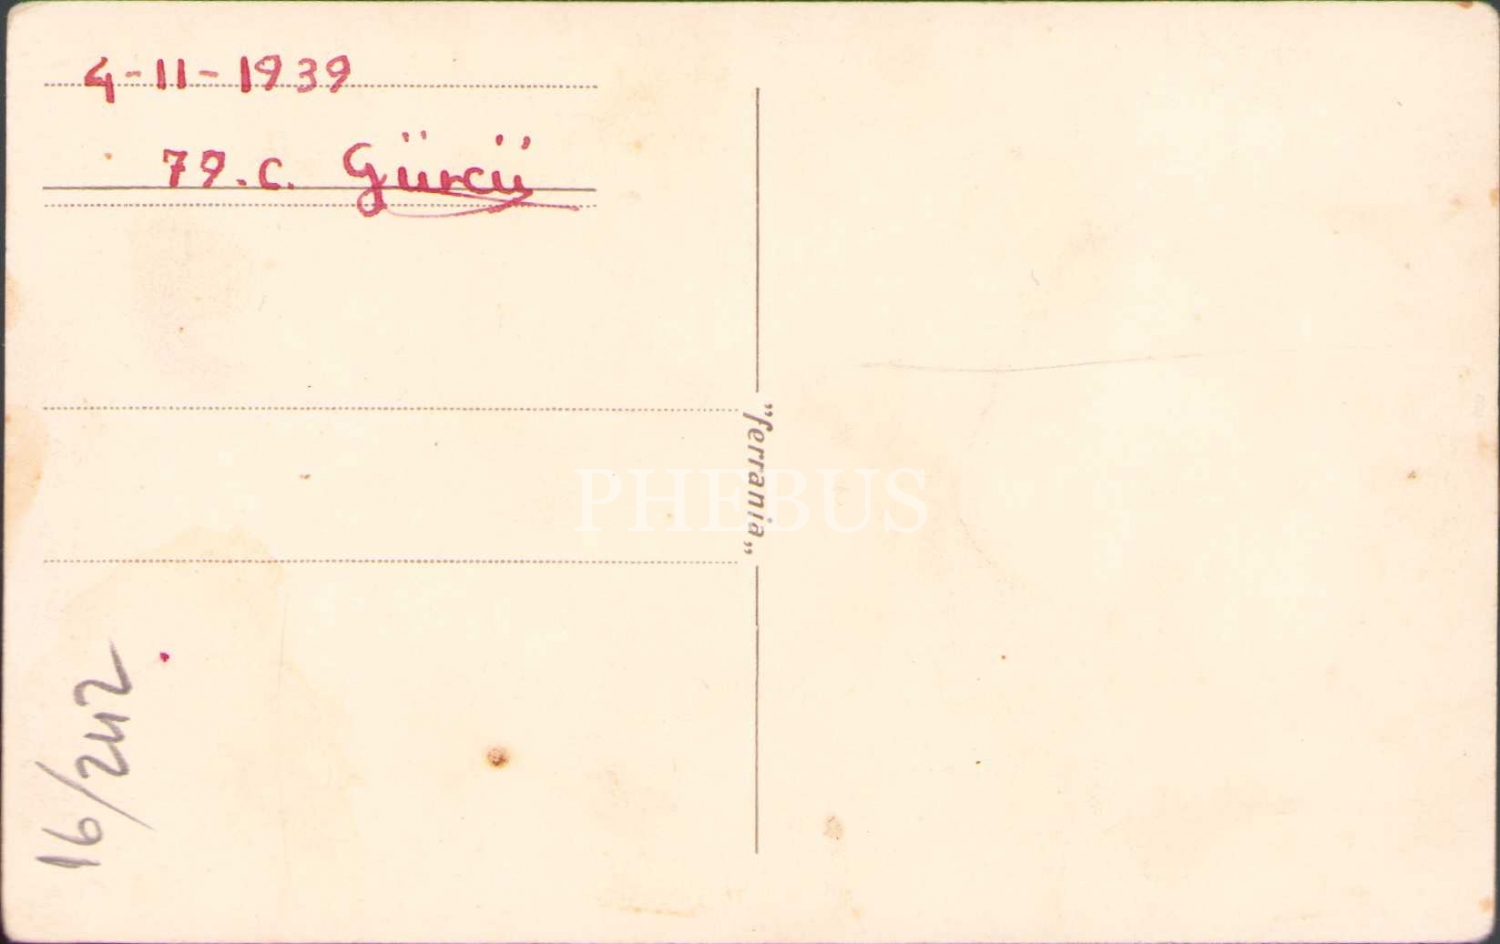 4-11-1939
79.C. Gürcü
"ferrania„
PHEBUS
16/242